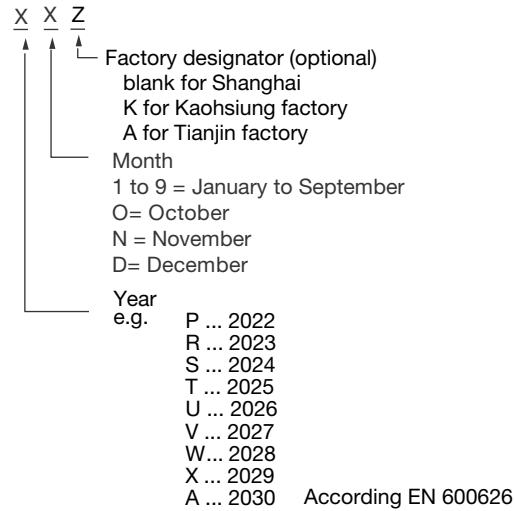 X X Z
Factory designator (optional)
blank for Shanghai
K for Kaohsiung factory
A for Tianjin factory
Month
1 to 9 = January to September
O= October
N = November
D= December
Year
e.g.
P ... 2022
R ... 2023
S ... 2024
T ... 2025
U ... 2026
V ... 2027
W... 2028
X ... 2029
A ... 2030 According EN 600626